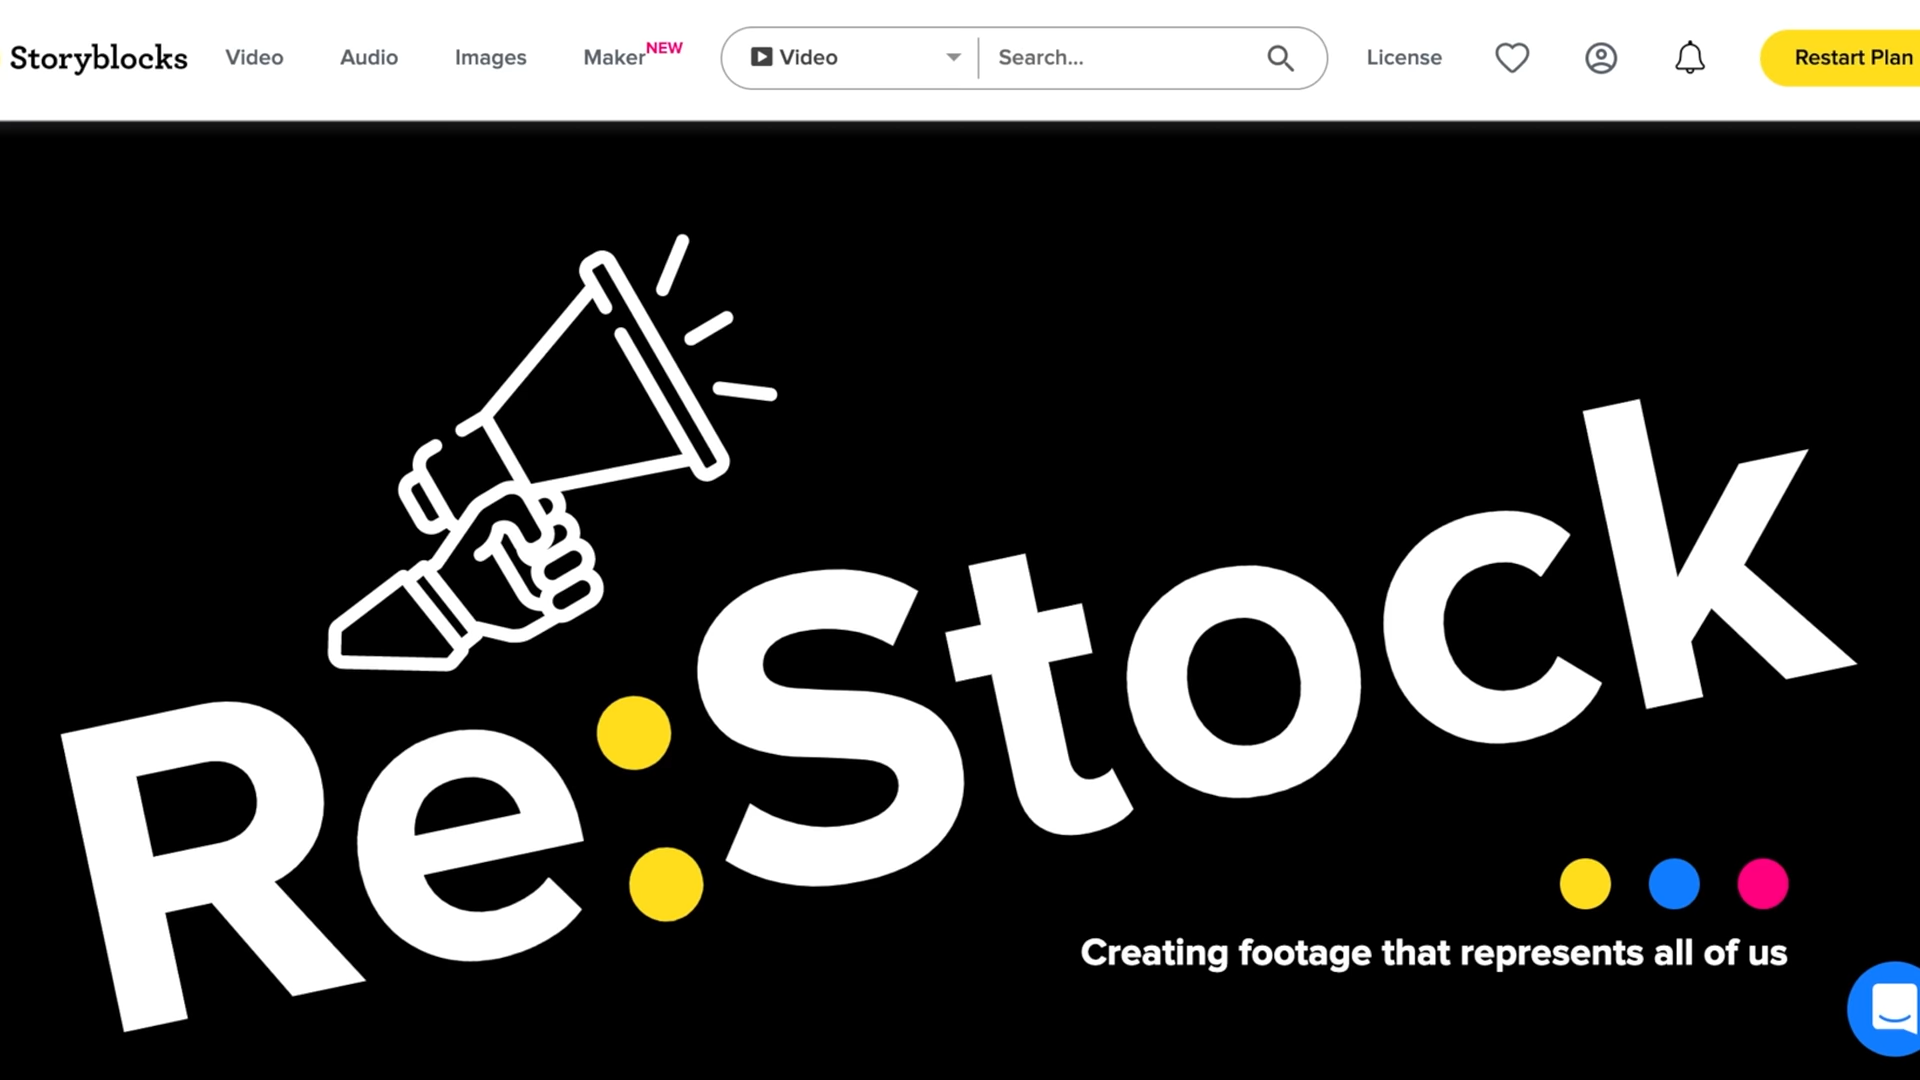 Storyblocks Video Audio Images Maker NEW Video Search... License Restart Plan
Re:Stock
Creating footage that represents all of us